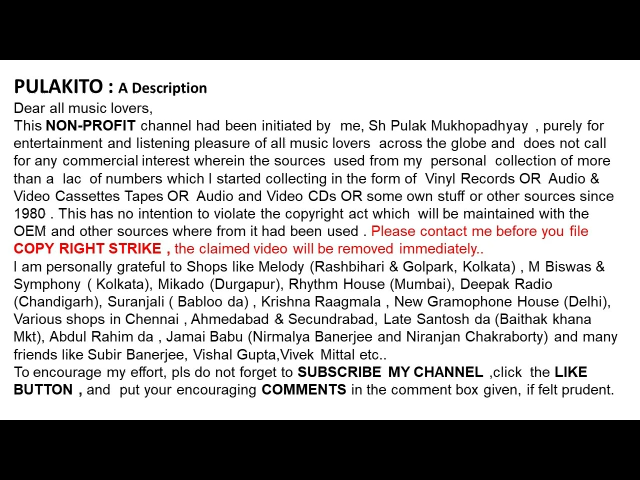 PULAKITO : A Description
Dear all music lovers,
This NON-PROFIT channel had been initiated by me, Sh Pulak Mukhopadhyay , purely for
entertainment and listening pleasure of all music lovers across the globe and does not call
for any commercial interest wherein the sources used from my personal collection of more
than a lac of numbers which I started collecting in the form of Vinyl Records OR Audio &
Video Cassettes Tapes OR Audio and Video CDs OR some own stuff or other sources since
1980 . This has no intention to violate the copyright act which will be maintained with the
OEM and other sources where from it had been used . Please contact me before you file
COPY RIGHT STRIKE , the claimed video will be removed immediately..
I am personally grateful to Shops like Melody (Rashbihari & Golpark, Kolkata) , M Biswas &
Symphony ( Kolkata), Mikado (Durgapur), Rhythm House (Mumbai), Deepak Radio
(Chandigarh), Suranjali ( Babloo da) , Krishna Raagmala , New Gramophone House (Delhi),
Various shops in Chennai , Ahmedabad & Secundrabad, Late Santosh da (Baithak khana
Mkt), Abdul Rahim da , Jamai Babu (Nirmalya Banerjee and Niranjan Chakraborty) and many
friends like Subir Banerjee, Vishal Gupta,Vivek Mittal etc..
To encourage my effort, pls do not forget to SUBSCRIBE MY CHANNEL ,click the LIKE
BUTTON , and put your encouraging COMMENTS in the comment box given, if felt prudent.